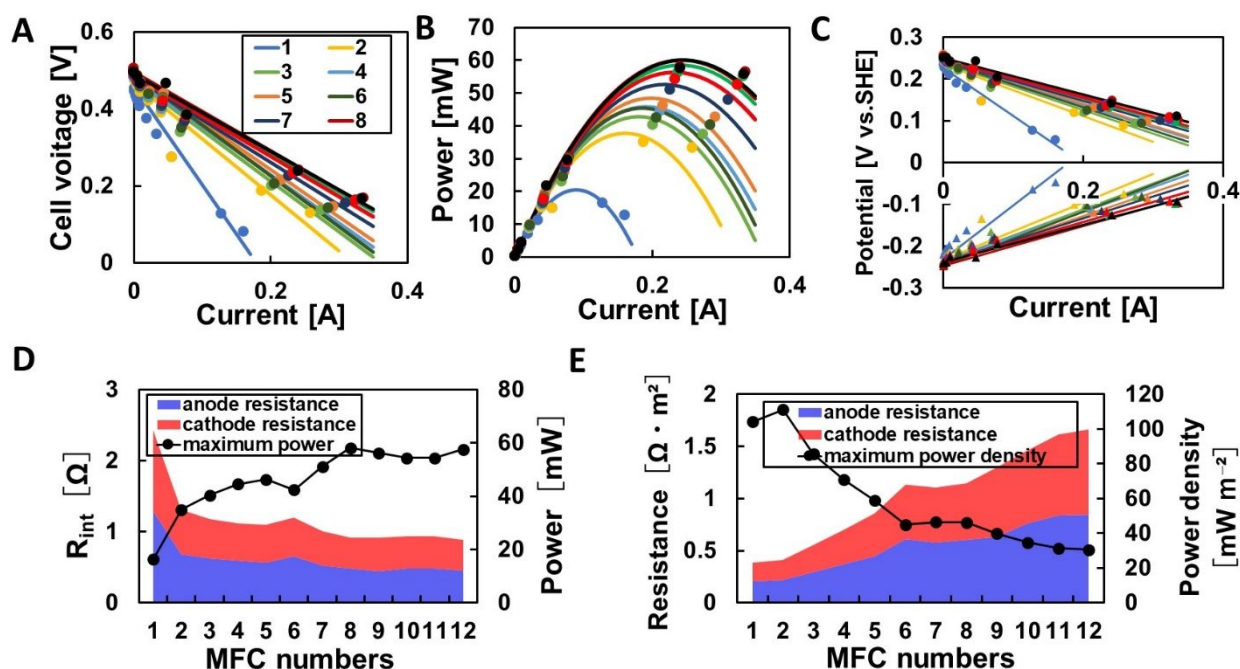 A
Cell voitage [V]
0.6
0.4
0.2
0
0 0.2 0.4
Current [A]
1 2
3 4
5 6
7 8
B
Power [mW]
70
60
50
40
30
20
10
0
0 0.2 0.4
Current [A]
C
Potential [V vs.SHE]
0.3
0.2
0.1
0
-0.1
-0.2
-0.3
0 0.2 0.4
Current [A]
D
Rint [Ω]
3
2
1
0
anode resistance
cathode resistance
maximum power
80
60
40
20
0
Power [mW]
1 2 3 4 5 6 7 8 9 10 11 12
MFC numbers
E
Resistance [Ω・m²]
2
1.5
1
0.5
0
anode resistance
cathode resistance
maximum power density
120
100
80
60
40
20
0
Power density
[mW m⁻²]
1 2 3 4 5 6 7 8 9 10 11 12
MFC numbers